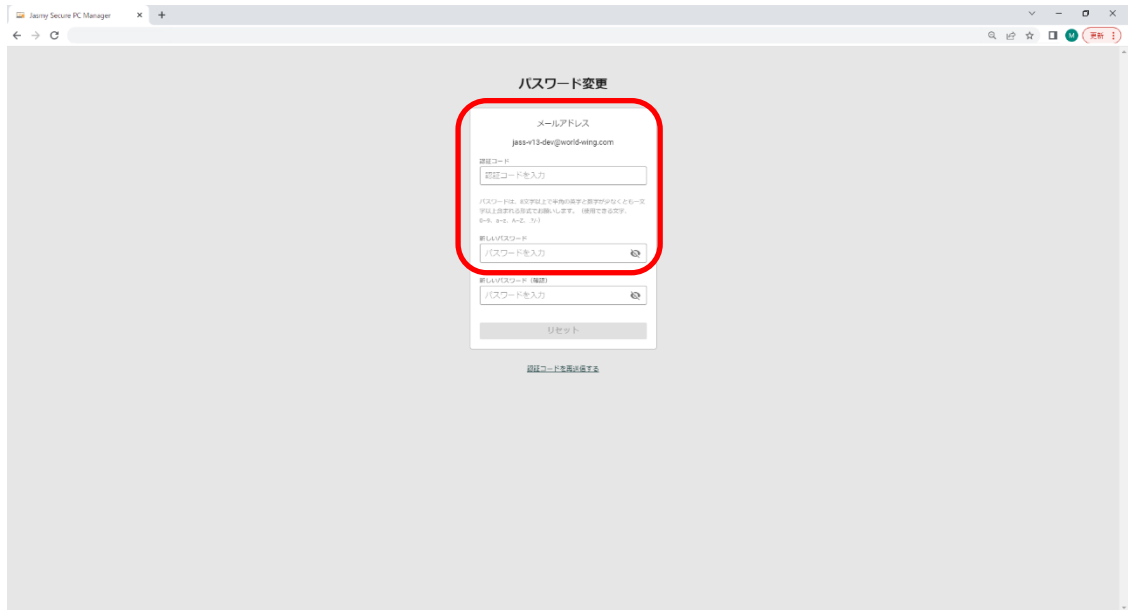 Jasmy Secure PC Manager
M
更新
パスワード変更
メールアドレス
jass-v13-dev@world-wing.com
認証コード
認証コードを入力
パスワードは、8文字以上で半角の英字と数字が少なくとも一文
字以上含まれる形式でお願いします。（使用できる文字、
0~9、a~z、A~Z、
新しいパスワード
パスワードを入力
新しいパスワード（確認）
パスワードを入力
リセット
認証コードを再送信する